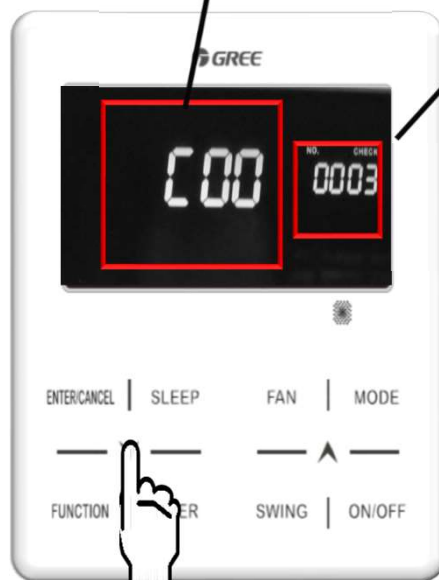 GREE
NO. CHECK
C00 0003
ENTER/CANCEL SLEEP FAN MODE
FUNCTION SWING ON/OFF